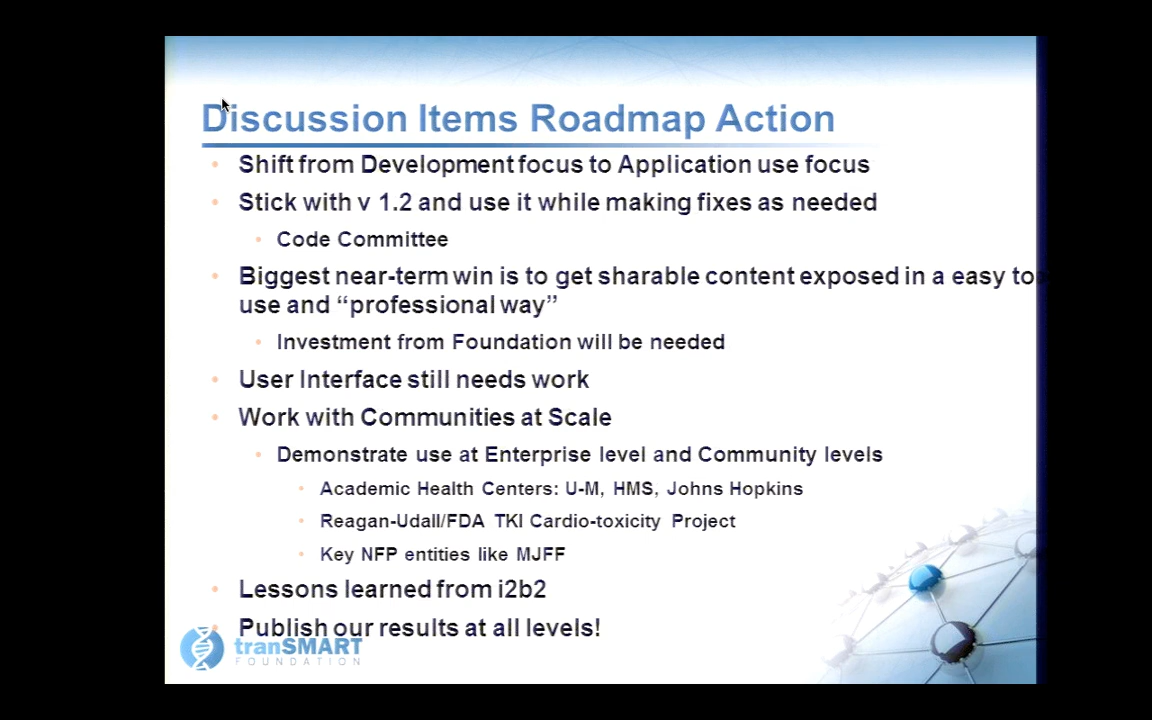 Discussion Items Roadmap Action
Shift from Development focus to Application use focus
Stick with v 1.2 and use it while making fixes as needed
Code Committee
Biggest near-term win is to get sharable content exposed in a easy to
use and “professional way”
Investment from Foundation will be needed
User Interface still needs work
Work with Communities at Scale
Demonstrate use at Enterprise level and Community levels
Academic Health Centers: U-M, HMS, Johns Hopkins
Reagan-Udall/FDA TKI Cardio-toxicity Project
Key NFP entities like MJFF
Lessons learned from i2b2
Publish our results at all levels!
tranSMART
FOUNDATION